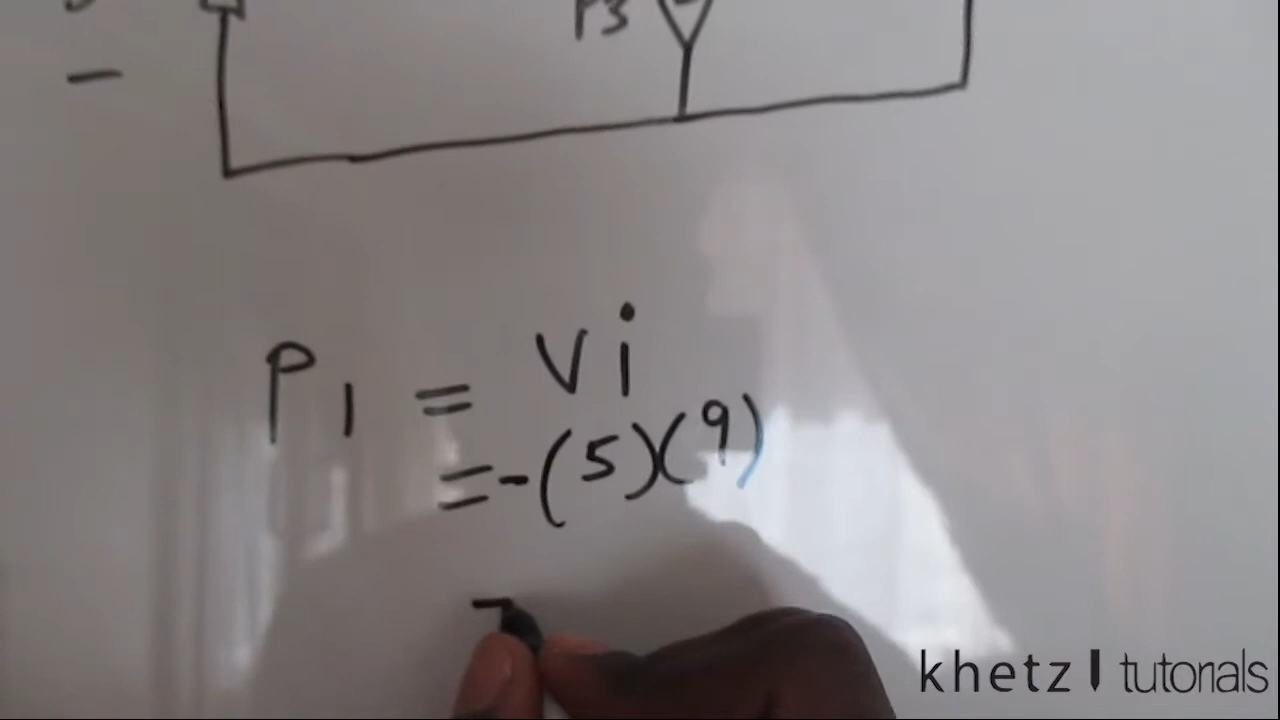 P3
P1 = Vi
=-(5)(9)
khetz tutorials